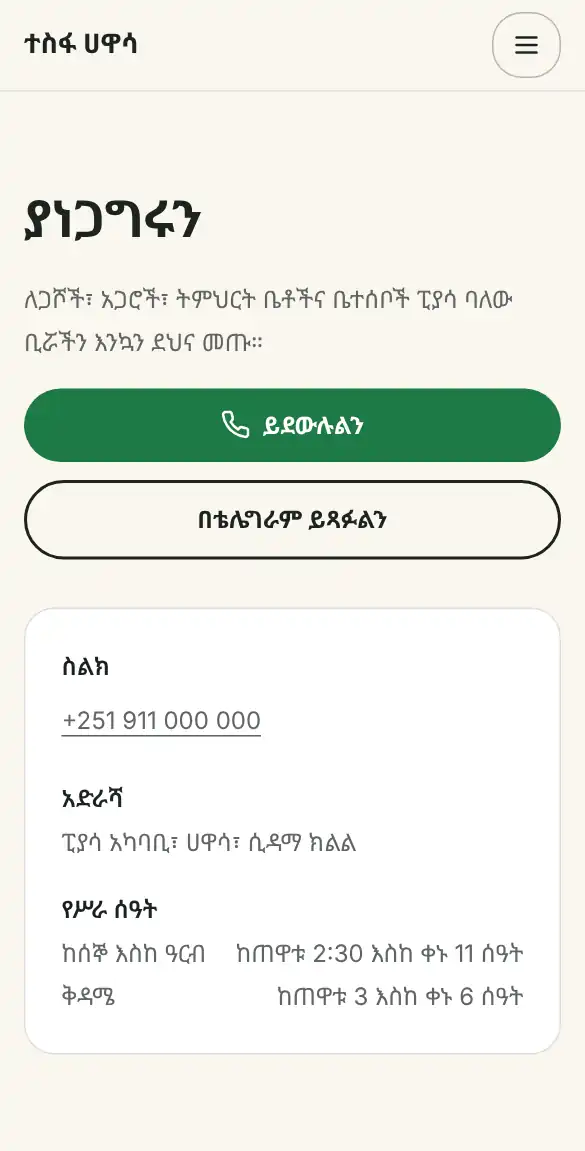 ተስፋ ሀዋሳ
ያነጋግሩን
ለጋሾች፣ አጋሮች፣ ትምህርት ቤቶችና ቤተሰቦች ፒያሳ ባለው
ቢሯችን እንኳን ደህና መጡ።
ይደውሉልን
በቴሌግራም ይጻፉልን
ስልክ
+251 911 000 000
አድራሻ
ፒያሳ አካባቢ፣ ሀዋሳ፣ ሲዳማ ክልል
የሥራ ሰዓት
ከሰኞ እስከ ዓርብ ከጠዋቱ 2:30 እስከ ቀኑ 11 ሰዓት
ቅዳሜ ከጠዋቱ 3 እስከ ቀኑ 6 ሰዓት